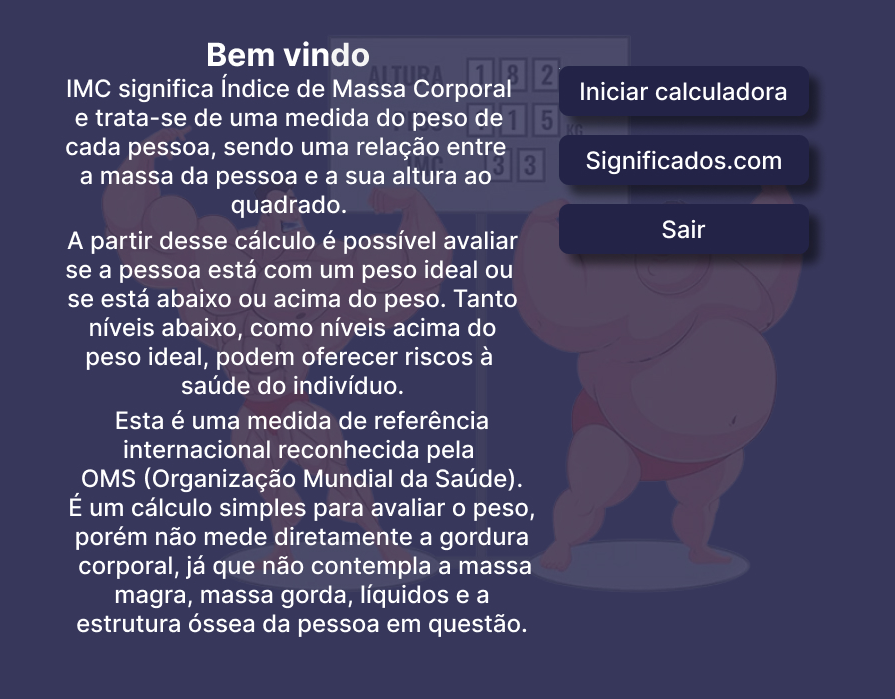 Bem vindo
IMC significa Índice de Massa Corporal
e trata-se de uma medida do peso de
cada pessoa, sendo uma relação entre
a massa da pessoa e a sua altura ao
quadrado.
A partir desse cálculo é possível avaliar
se a pessoa está com um peso ideal ou
se está abaixo ou acima do peso. Tanto
níveis abaixo, como níveis acima do
peso ideal, podem oferecer riscos à
saúde do indivíduo.
Esta é uma medida de referência
internacional reconhecida pela
OMS (Organização Mundial da Saúde).
É um cálculo simples para avaliar o peso,
porém não mede diretamente a gordura
corporal, já que não contempla a massa
magra, massa gorda, líquidos e a
estrutura óssea da pessoa em questão.
Iniciar calculadora
Significados.com
Sair
ALTURA 1 8 2
PESO 1 1 5 KG
IMC 3 3